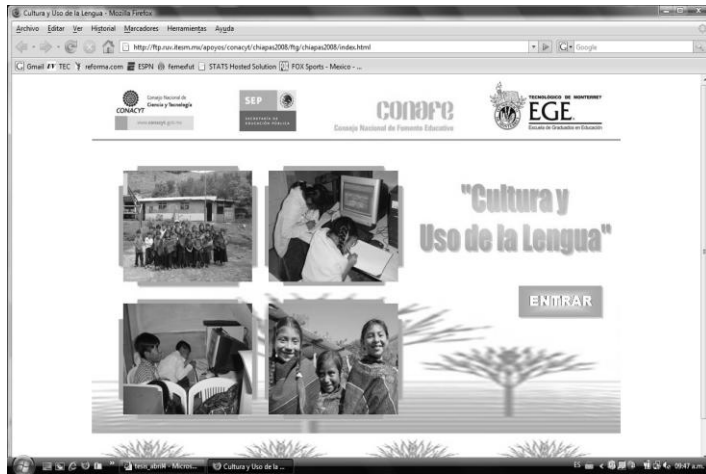 Cultura y Uso de la Lengua - Mozilla Firefox
Archivo Editar Ver Historial Marcadores Herramientas Ayuda
http://ftp.ruv.itesm.mx/apoyos/conacyt/chiapas2008/ftg/chiapas2008/index.html
Google
Gmail TEC reforma.com ESPN femexfut STATS Hosted Solution FOX Sports - Mexico - ...
CONACYT
Consejo Nacional de
Ciencia y Tecnología
www.conacyt.gob.mx
SEP
SECRETARÍA DE
EDUCACIÓN PÚBLICA
conafe
Consejo Nacional de Fomento Educativo
TECNOLÓGICO DE MONTERREY
EGE
Escuela de Graduados en Educación
"Cultura y
Uso de la Lengua"
ENTRAR
tesis_abril4 - Micros...
Cultura y Uso de la ...
ES
09:47 a.m.